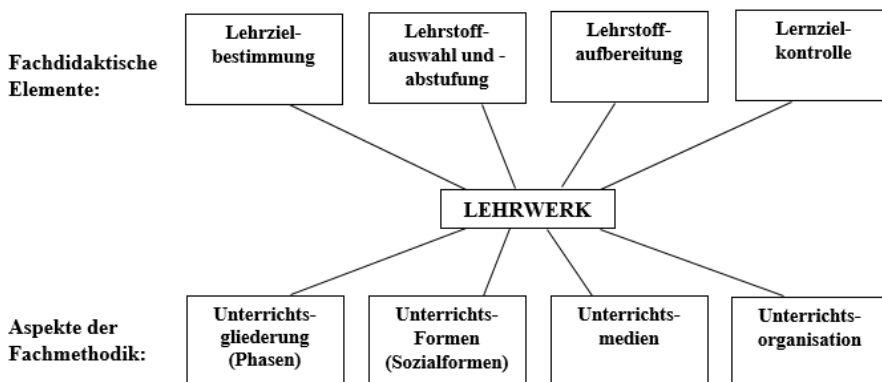 Fachdidaktische
Elemente:
Lehrziel-
bestimmung
Lehrstoff-
auswahl und -
abstufung
Lehrstoff-
aufbereitung
Lernziel-
kontrolle
LEHRWERK
Aspekte der
Fachmethodik:
Unterrichts-
gliederung
(Phasen)
Unterrichts-
Formen
(Sozialformen)
Unterrichts-
medien
Unterrichts-
organisation